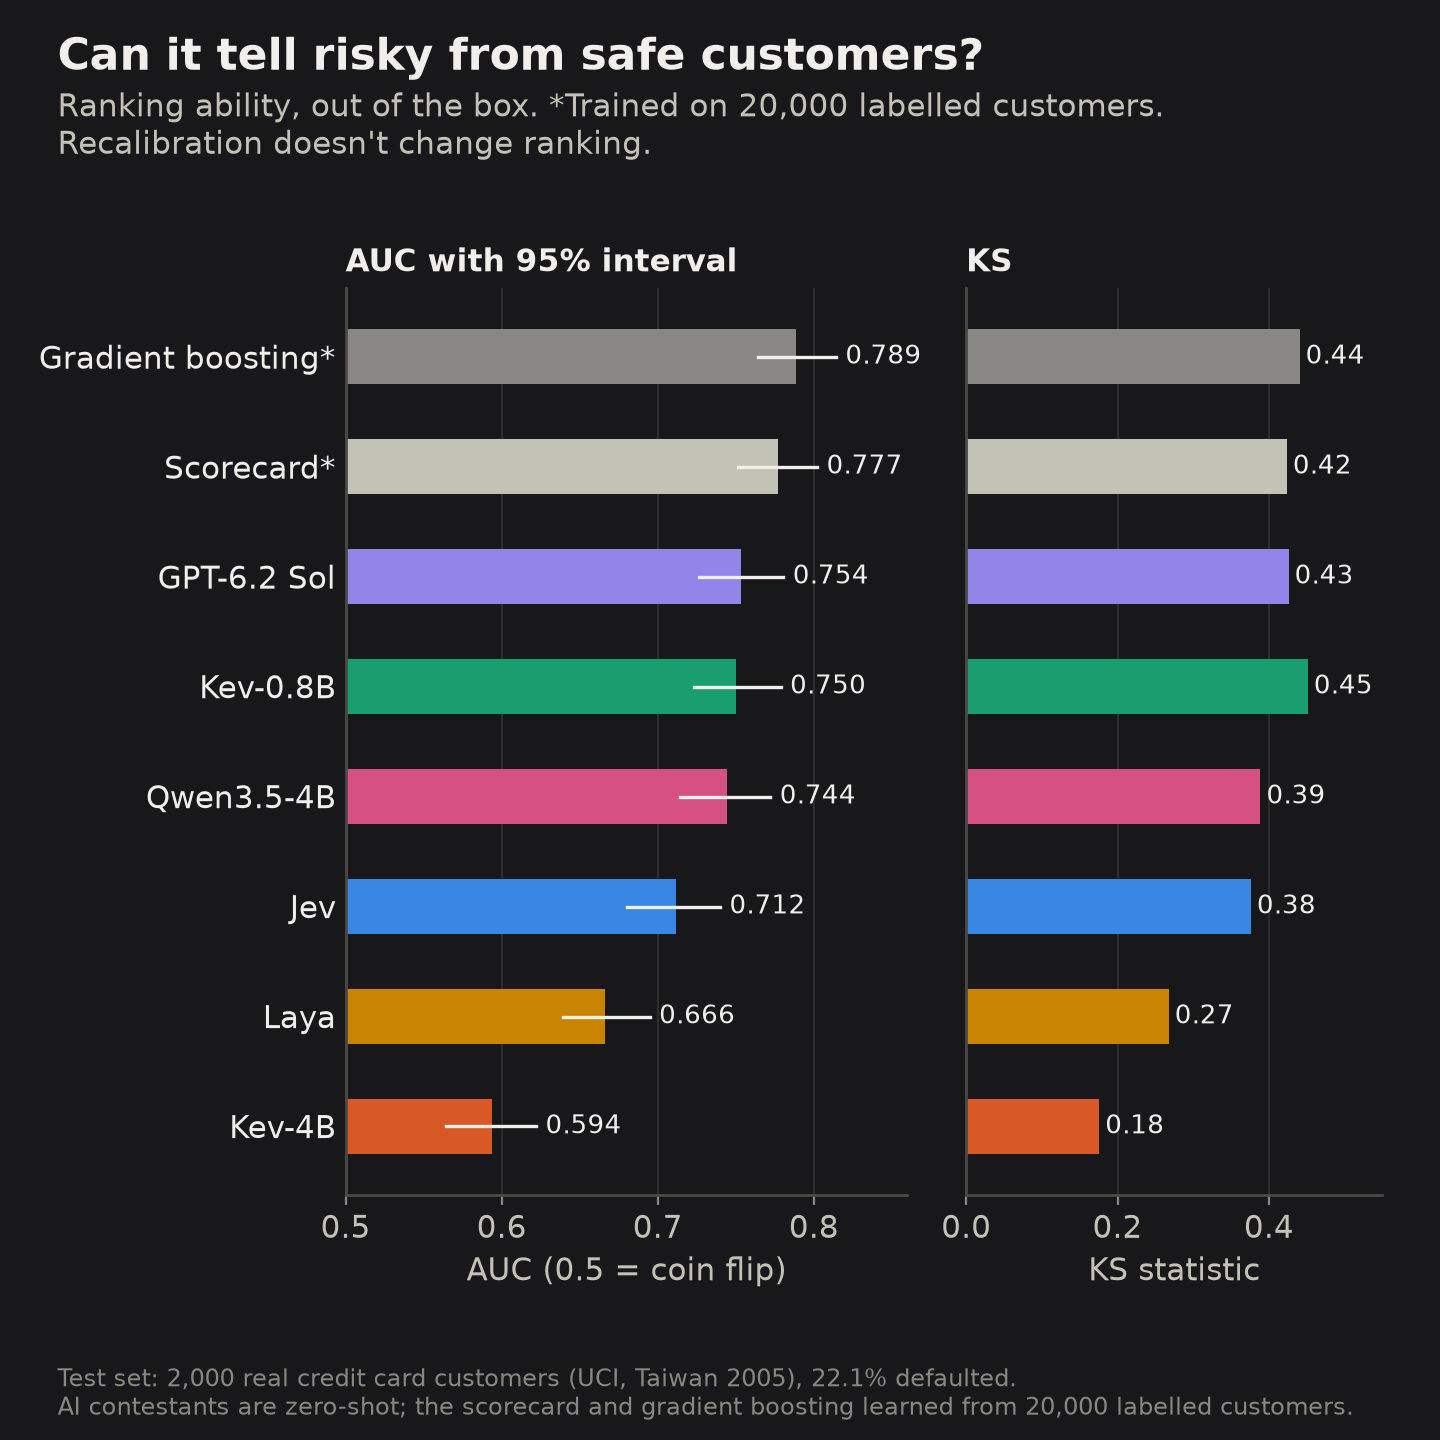 Can it tell risky from safe customers?
Ranking ability, out of the box. *Trained on 20,000 labelled customers.
Recalibration doesn't change ranking.
AUC with 95% interval
KS
Gradient boosting*
0.789
0.44
Scorecard*
0.777
0.42
GPT-6.2 Sol
0.754
0.43
Kev-0.8B
0.750
0.45
Qwen3.5-4B
0.744
0.39
Jev
0.712
0.38
Laya
0.666
0.27
Kev-4B
0.594
0.18
0.5 0.6 0.7 0.8
0.0 0.2 0.4
AUC (0.5 = coin flip)
KS statistic
Test set: 2,000 real credit card customers (UCI, Taiwan 2005), 22.1% defaulted.
AI contestants are zero-shot; the scorecard and gradient boosting learned from 20,000 labelled customers.